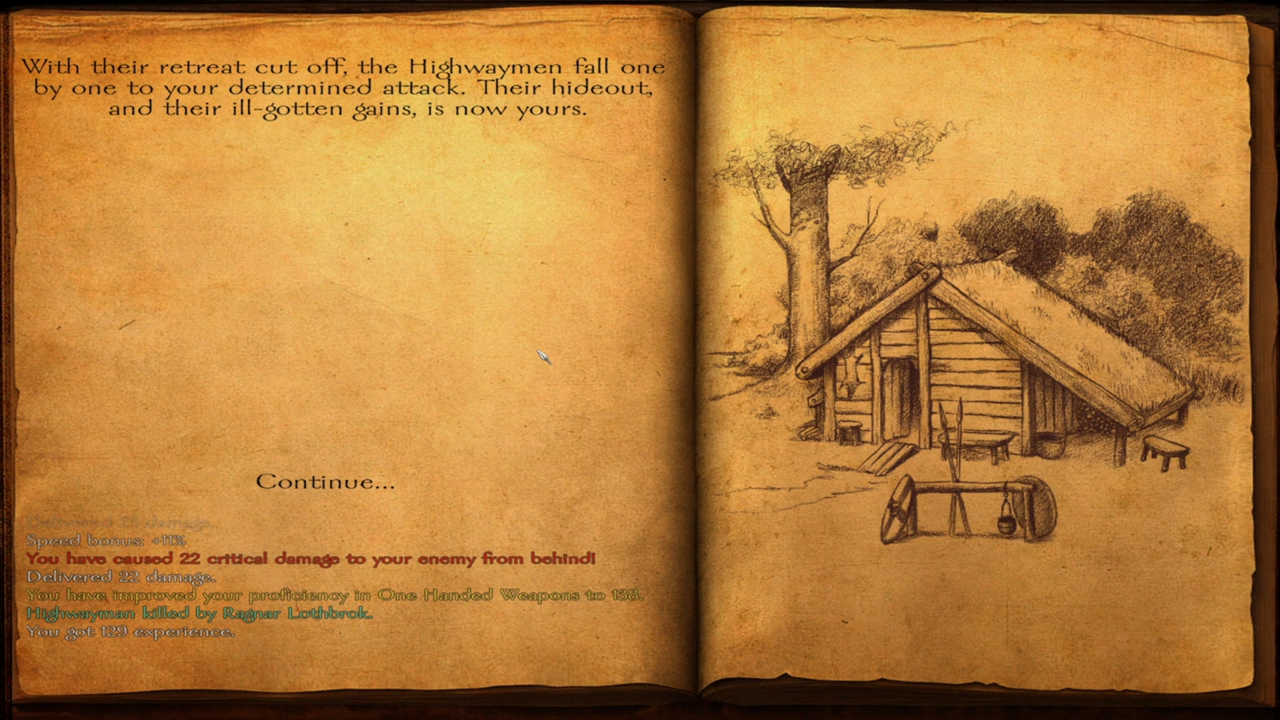 With their retreat cut off, the Highwaymen fall one
by one to your determined attack. Their hideout,
and their ill-gotten gains, is now yours.
Continue...
Speed bonus: +11%
You have caused 22 critical damage to your enemy from behind!
Delivered 22 damage.
You have improved your proficiency in One Handed Weapons to 138.
Highwayman killed by Ragnar Lothbrok.
You got 129 experience.